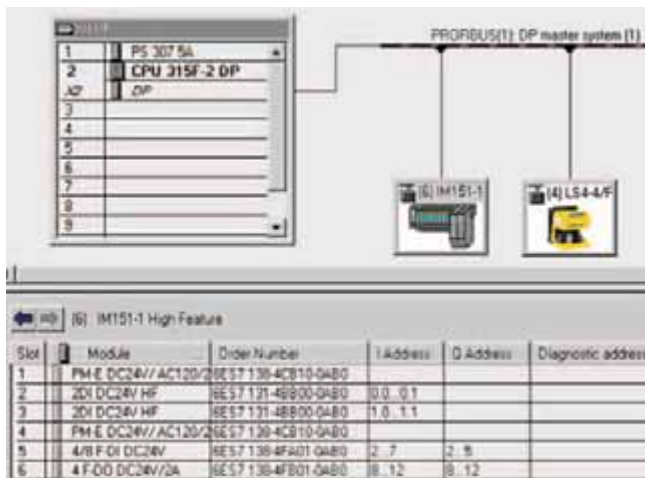 1 PS 307 5A
2 CPU 315F-2 DP
X2 DP
3
4
5
6
7
8
9
PROFIBUS(1): DP master system (1)
(6) IM151-1
(4) LS4-4/F
(6) IM151-1 High Feature
Slot Module Order Number I Address Q Address Diagnostic address
1 PM-E DC24V/ AC120/2 6ES7 138-4CB10-0AB0
2 2DI DC24V HF 6ES7 131-4BB00-0AB0 0.0...0.1
3 2DI DC24V HF 6ES7 131-4BB00-0AB0 1.0...1.1
4 PM-E DC24V/ AC120/2 6ES7 138-4CB10-0AB0
5 4/8 F-DI DC24V 6ES7 138-4FA01-0AB0 2...7 2...5
6 4 F-DO DC24V/2A 6ES7 138-4FB01-0AB0 8...12 8...12